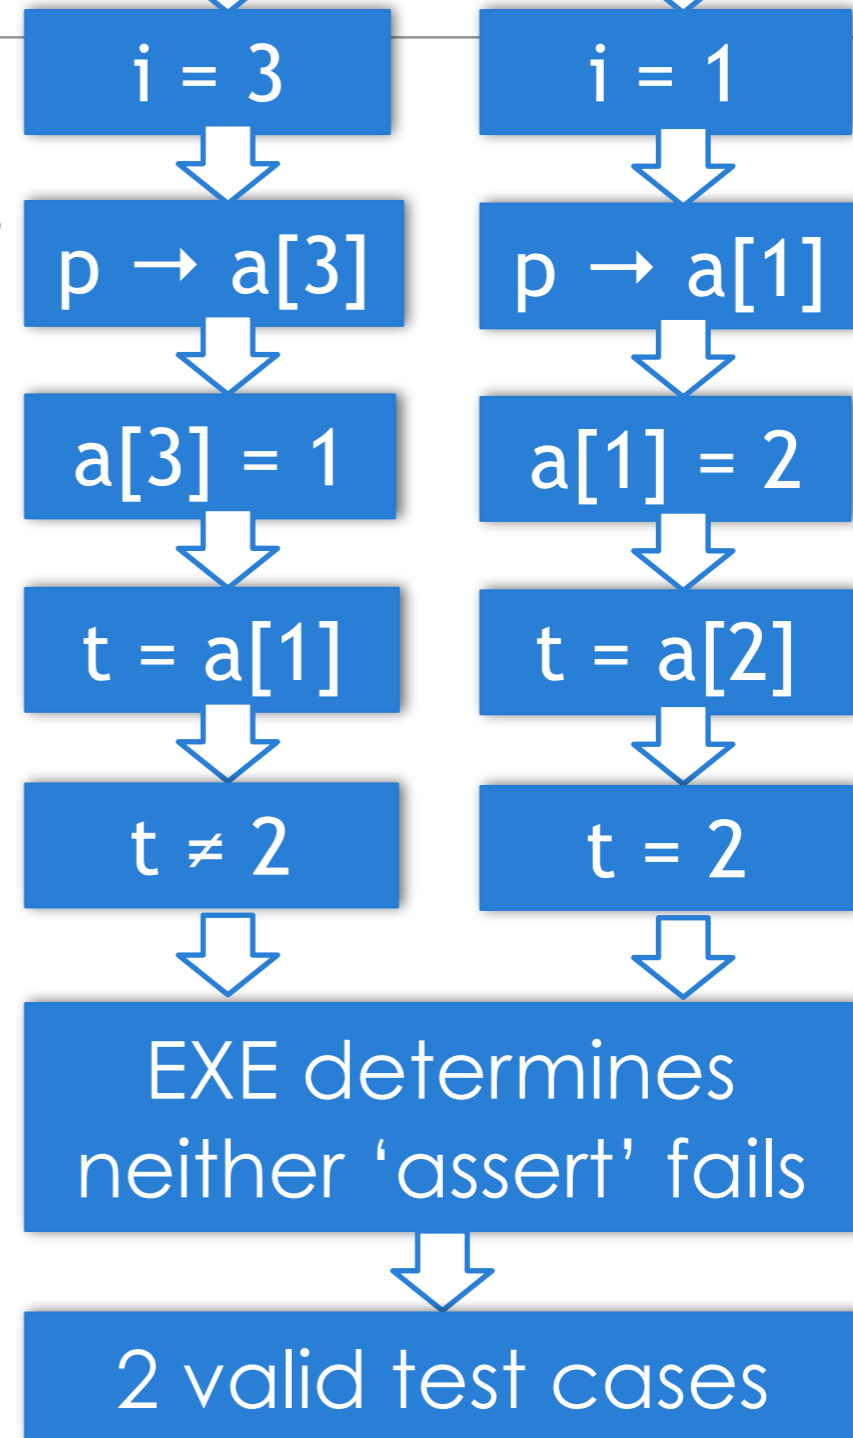 i = 3
p → a[3]
a[3] = 1
t = a[1]
t ≠ 2
i = 1
p → a[1]
a[1] = 2
t = a[2]
t = 2
EXE determines
neither ‘assert’ fails
2 valid test cases